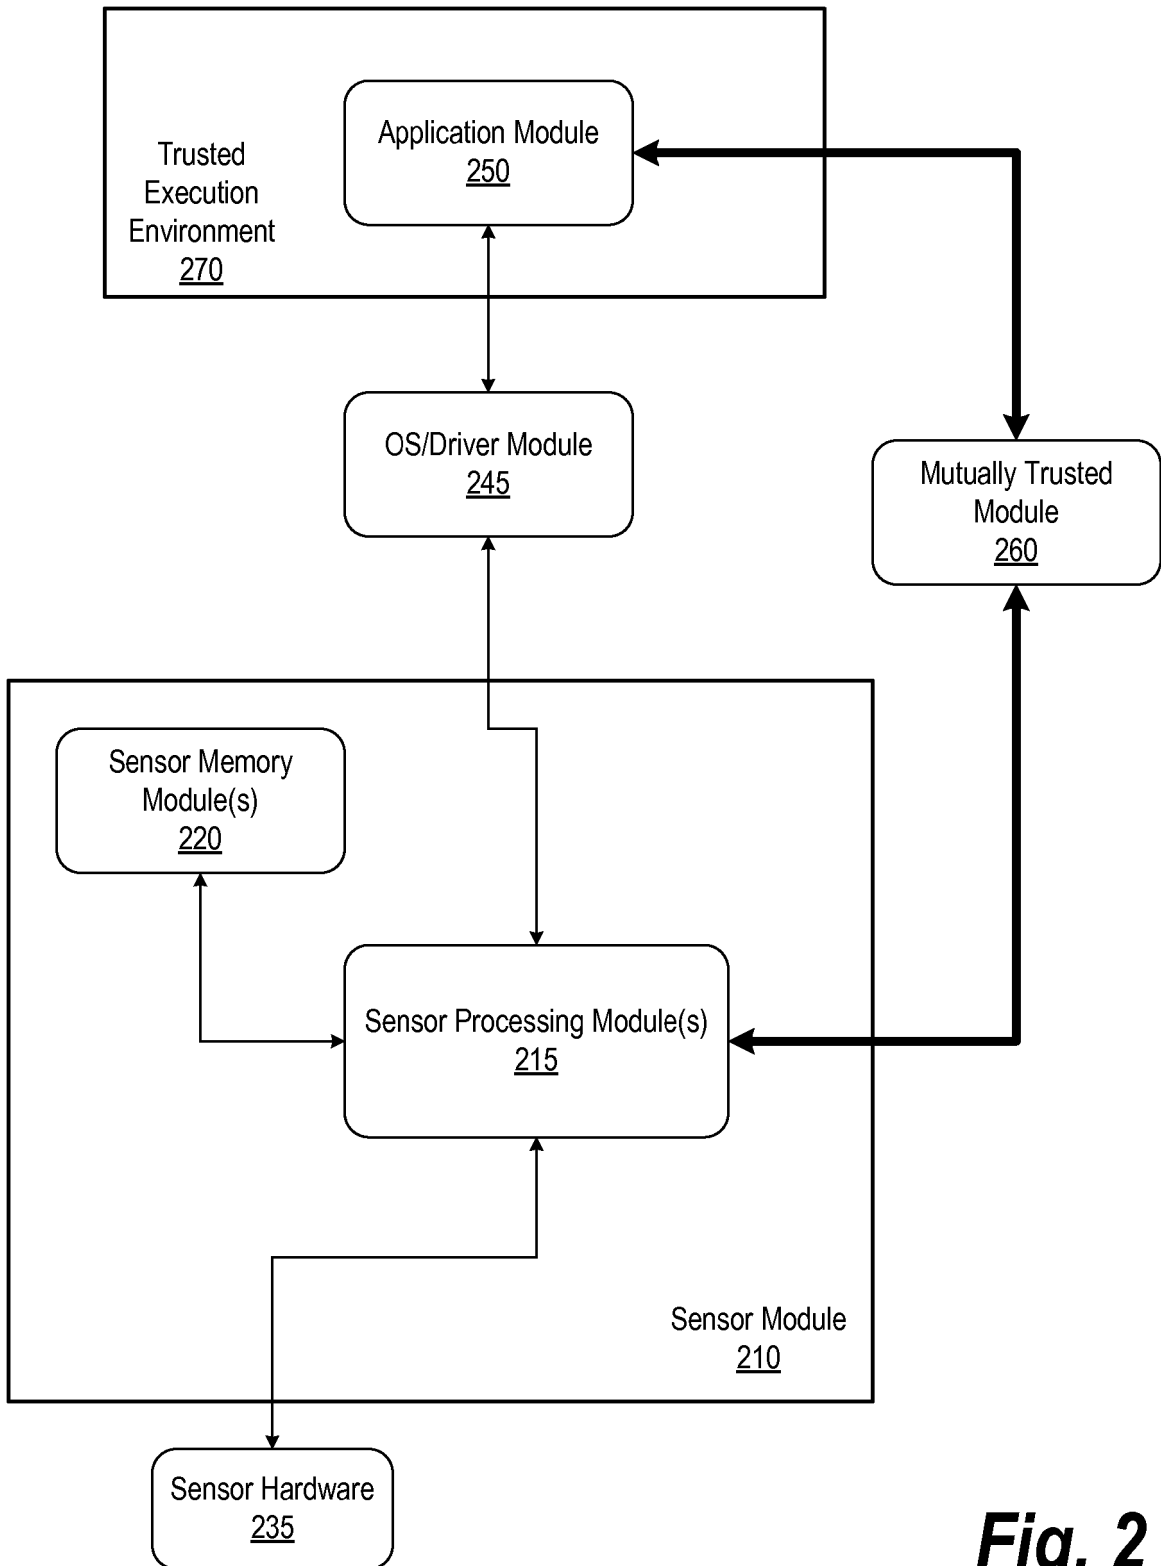 Application Module
250
Trusted
Execution
Environment
270
OS/Driver Module
245
Mutually Trusted
Module
260
Sensor Memory
Module(s)
220
Sensor Processing Module(s)
215
Sensor Module
210
Sensor Hardware
235
Fig. 2